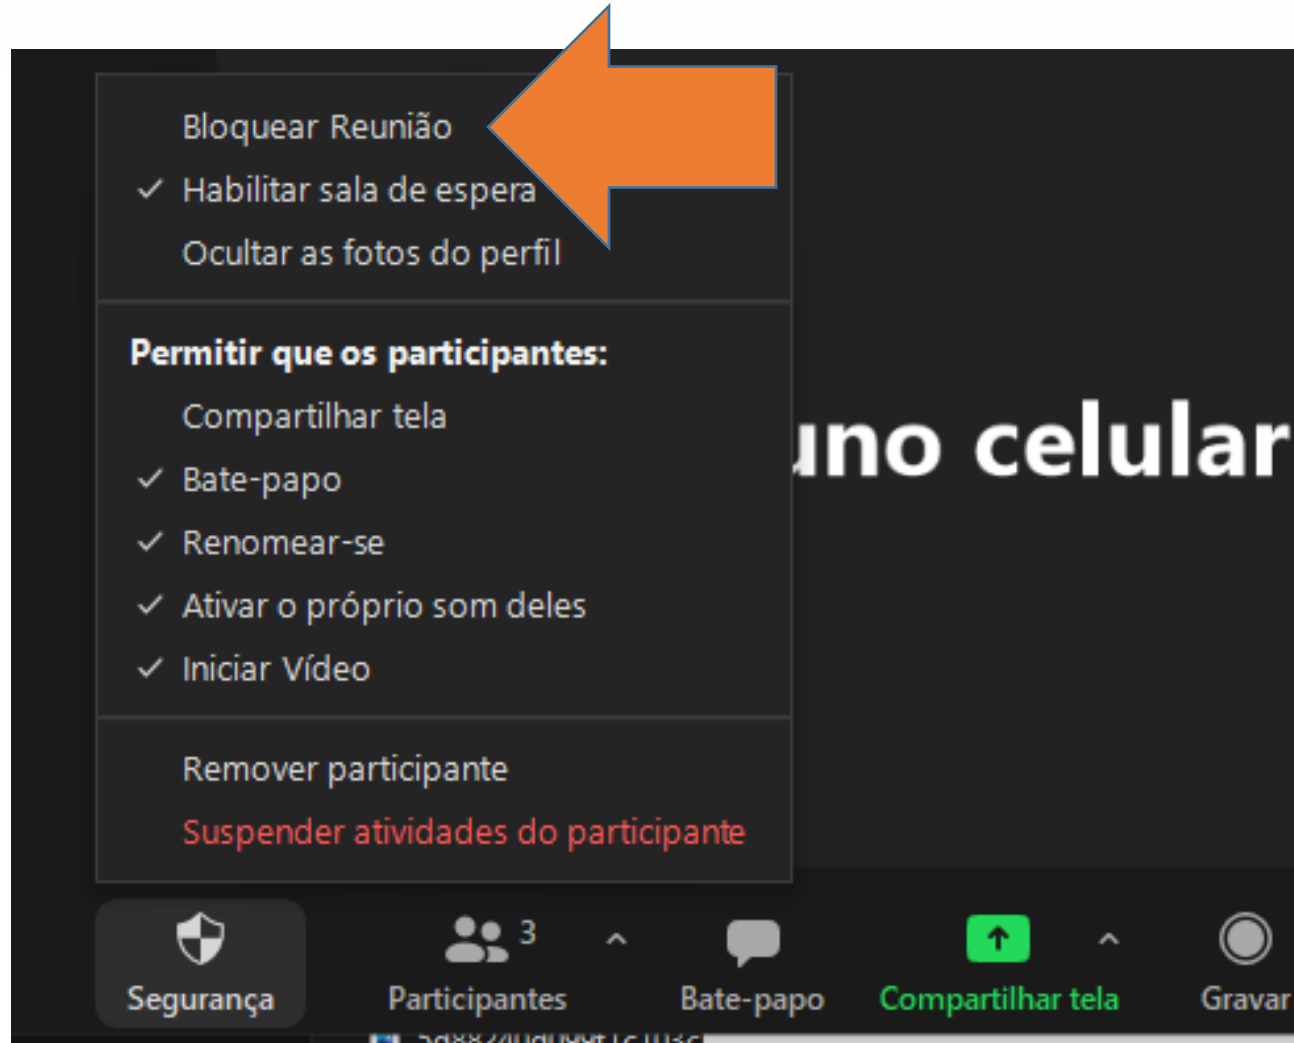 Bloquear Reunião
Habilitar sala de espera
Ocultar as fotos do perfil
Permitir que os participantes:
Compartilhar tela
Bate-papo
Renomear-se
Ativar o próprio som deles
Iniciar Vídeo
Remover participante
Suspender atividades do participante
celular
3
Segurança
Participantes
Bate-papo
Compartilhar tela
Gravar